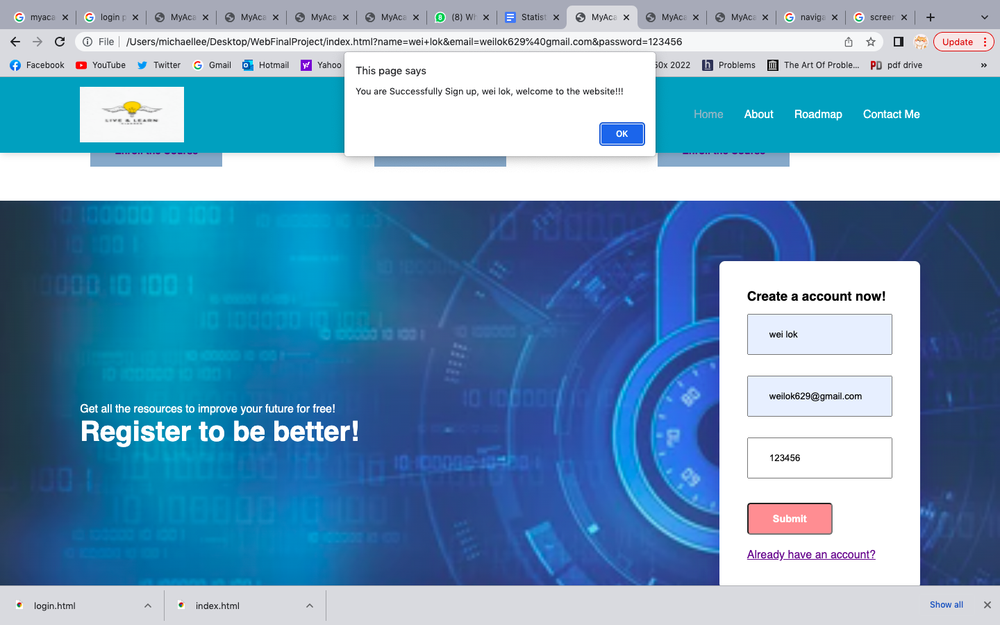 myaca
login p
MyAca
MyAca
MyAca
MyAca
(8) Wh
Statist
MyAca
MyAca
MyAca
naviga
screer
File
/Users/michaellee/Desktop/WebFinalProject/index.html?name=wei+lok&email=weilok629%40gmail.com&password=123456
Update
Facebook
YouTube
Twitter
Gmail
Hotmail
Yahoo
50x 2022
Problems
The Art Of Proble...
pdf drive
»
This page says
You are Successfully Sign up, wei lok, welcome to the website!!!
OK
LIVE & LEARN
Home
About
Roadmap
Contact Me
Enroll the Course
Enroll the Course
Create a account now!
wei lok
weilok629@gmail.com
123456
Submit
Already have an account?
Get all the resources to improve your future for free!
Register to be better!
login.html
index.html
Show all